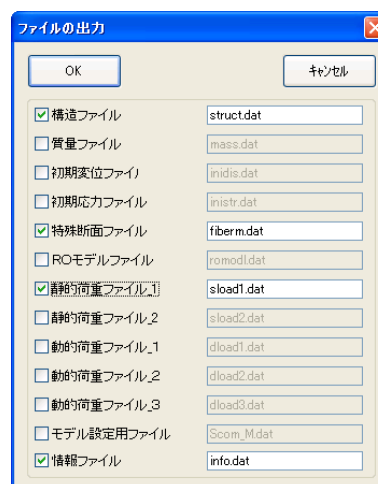 ファイルの出力
OK キャンセル
構造ファイル struct.dat
質量ファイル mass.dat
初期変位ファイ inidis.dat
初期応力ファイル inistr.dat
特殊断面ファイル fiberm.dat
ROモデルファイル romodl.dat
静的荷重ファイル_1 sload1.dat
静的荷重ファイル_2 sload2.dat
動的荷重ファイル_1 dload1.dat
動的荷重ファイル_2 dload2.dat
動的荷重ファイル_3 dload3.dat
モデル設定用ファイル Scom_M.dat
情報ファイル info.dat